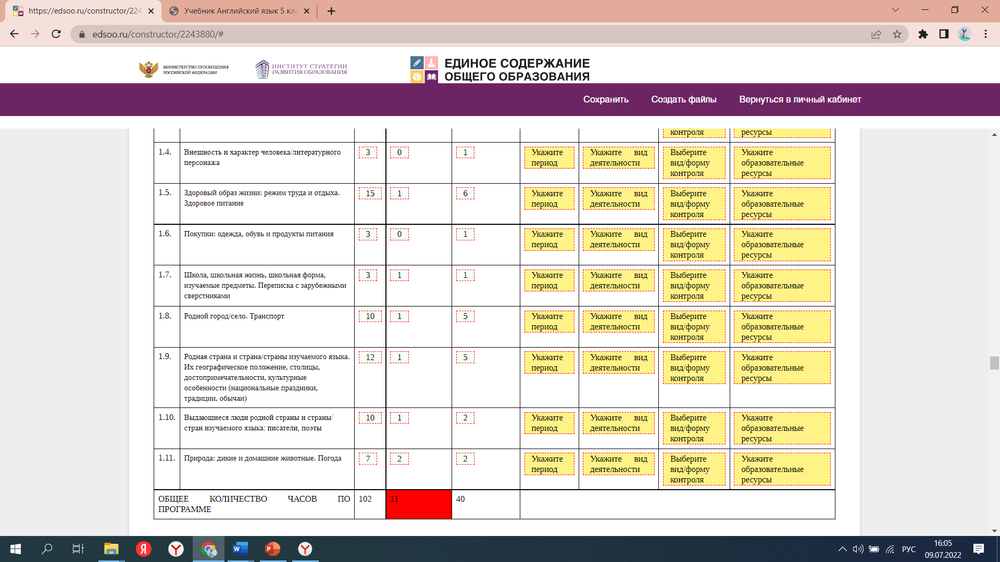 https://edsoo.ru/constructor/224
Учебник Английский язык 5 кла
edsoo.ru/constructor/2243880/#
МИНИСТЕРСТВО ПРОСВЕЩЕНИЯ
РОССИЙСКОЙ ФЕДЕРАЦИИ
ИНСТИТУТ СТРАТЕГИИ
РАЗВИТИЯ ОБРАЗОВАНИЯ
ЕДИНОЕ СОДЕРЖАНИЕ
ОБЩЕГО ОБРАЗОВАНИЯ
Сохранить Создать файлы Вернуться в личный кабинет
контроля ресурсы
1.4. Внешность и характер человека/литературного 3 0 1 Укажите Укажите вид Выберите Укажите
персонажа период деятельности вид/форму образовательные
контроля ресурсы
1.5. Здоровый образ жизни: режим труда и отдыха. 15 1 6 Укажите Укажите вид Выберите Укажите
Здоровое питание период деятельности вид/форму образовательные
контроля ресурсы
1.6. Покупки: одежда, обувь и продукты питания 3 0 1 Укажите Укажите вид Выберите Укажите
период деятельности вид/форму образовательные
контроля ресурсы
1.7. Школа, школьная жизнь, школьная форма, 3 1 1 Укажите Укажите вид Выберите Укажите
изучаемые предметы. Переписка с зарубежными период деятельности вид/форму образовательные
сверстниками контроля ресурсы
1.8. Родной город/село. Транспорт 10 1 5 Укажите Укажите вид Выберите Укажите
период деятельности вид/форму образовательные
контроля ресурсы
1.9. Родная страна и страна/страны изучаемого языка. 12 1 5 Укажите Укажите вид Выберите Укажите
Их географическое положение, столицы, период деятельности вид/форму образовательные
достопримечательности, культурные контроля ресурсы
особенности (национальные праздники,
традиции, обычаи)
1.10. Выдающиеся люди родной страны и страны/ 10 1 2 Укажите Укажите вид Выберите Укажите
стран изучаемого языка: писатели, поэты период деятельности вид/форму образовательные
контроля ресурсы
1.11. Природа: дикие и домашние животные. Погода 7 2 2 Укажите Укажите вид Выберите Укажите
период деятельности вид/форму образовательные
контроля ресурсы
ОБЩЕЕ КОЛИЧЕСТВО ЧАСОВ ПО 102 11 40
ПРОГРАММЕ
РУС
16:05
09.07.2022